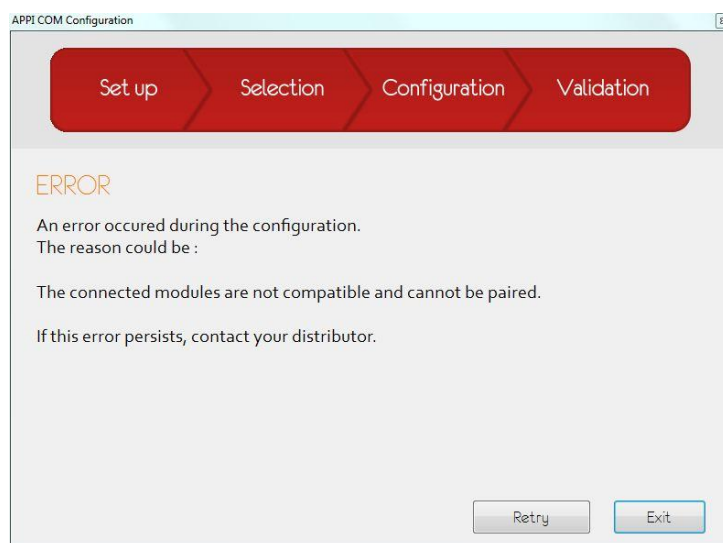 APPI COM Configuration
Set up Selection Configuration Validation
ERROR
An error occured during the configuration.
The reason could be :
The connected modules are not compatible and cannot be paired.
If this error persists, contact your distributor.
Retry Exit